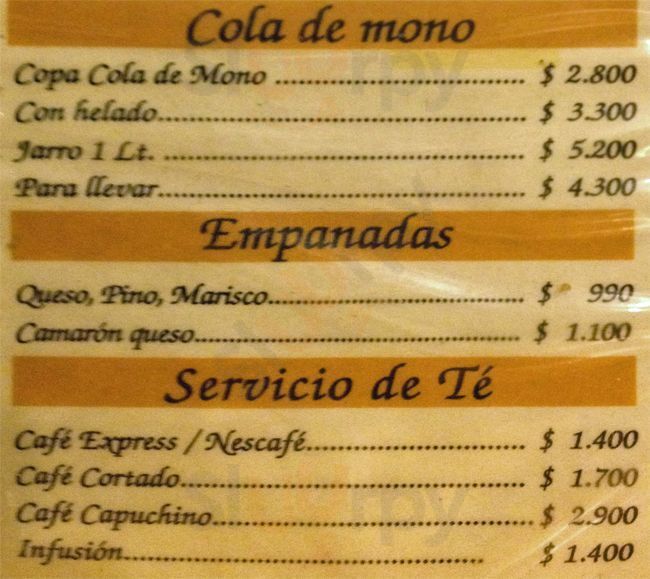 Cola de mono
Copa Cola de Mono ................................ $ 2.800
Con helado............................................... $ 3.300
Jarro 1 Lt. .............................................. $ 5.200
Para llevar............................................... $ 4.300
Empanadas
Queso, Pino, Marisco................................. $ 990
Camarón queso.......................................... $ 1.100
Servicio de Té
Café Express / Nescafé............................ $ 1.400
Café Cortado............................................ $ 1.700
Café Capuchino......................................... $ 2.900
Infusión.............................................. $ 1.400